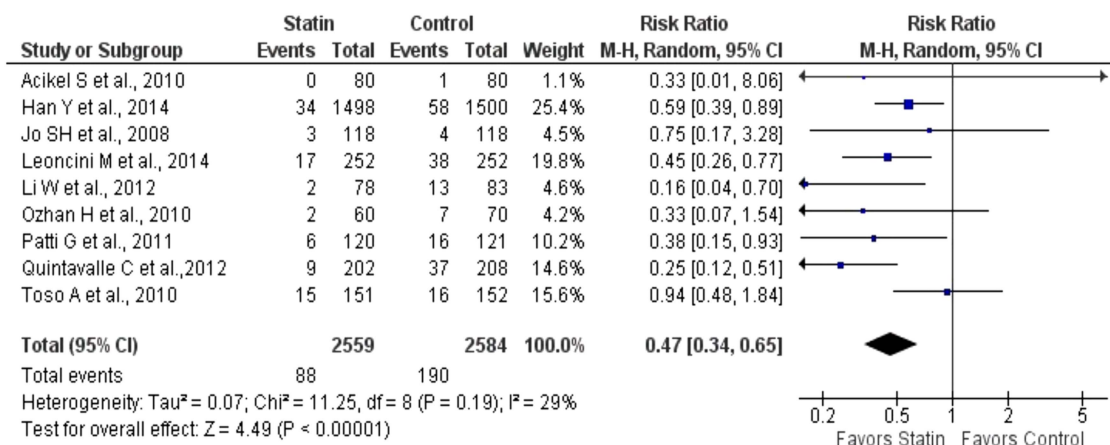 Statin Control Risk Ratio Risk Ratio
Study or Subgroup Events Total Events Total Weight M-H, Random, 95% CI M-H, Random, 95% CI
Acikel S et al., 2010 0 80 1 80 1.1% 0.33 [0.01, 8.06]
Han Y et al., 2014 34 1498 58 1500 25.4% 0.59 [0.39, 0.89]
Jo SH et al., 2008 3 118 4 118 4.5% 0.75 [0.17, 3.28]
Leoncini M et al., 2014 17 252 38 252 19.8% 0.45 [0.26, 0.77]
Li W et al., 2012 2 78 13 83 4.6% 0.16 [0.04, 0.70]
Ozhan H et al., 2010 2 60 7 70 4.2% 0.33 [0.07, 1.54]
Patti G et al., 2011 6 120 16 121 10.2% 0.38 [0.15, 0.93]
Quintavalle C et al.,2012 9 202 37 208 14.6% 0.25 [0.12, 0.51]
Toso A et al., 2010 15 151 16 152 15.6% 0.94 [0.48, 1.84]
Total (95% CI) 2559 2584 100.0% 0.47 [0.34, 0.65]
Total events 88 190
Heterogeneity: Tau² = 0.07; Chi² = 11.25, df = 8 (P = 0.19); I² = 29%
Test for overall effect: Z = 4.49 (P < 0.00001)
0.2 0.5 1 2 5
Favors Statin Favors Control